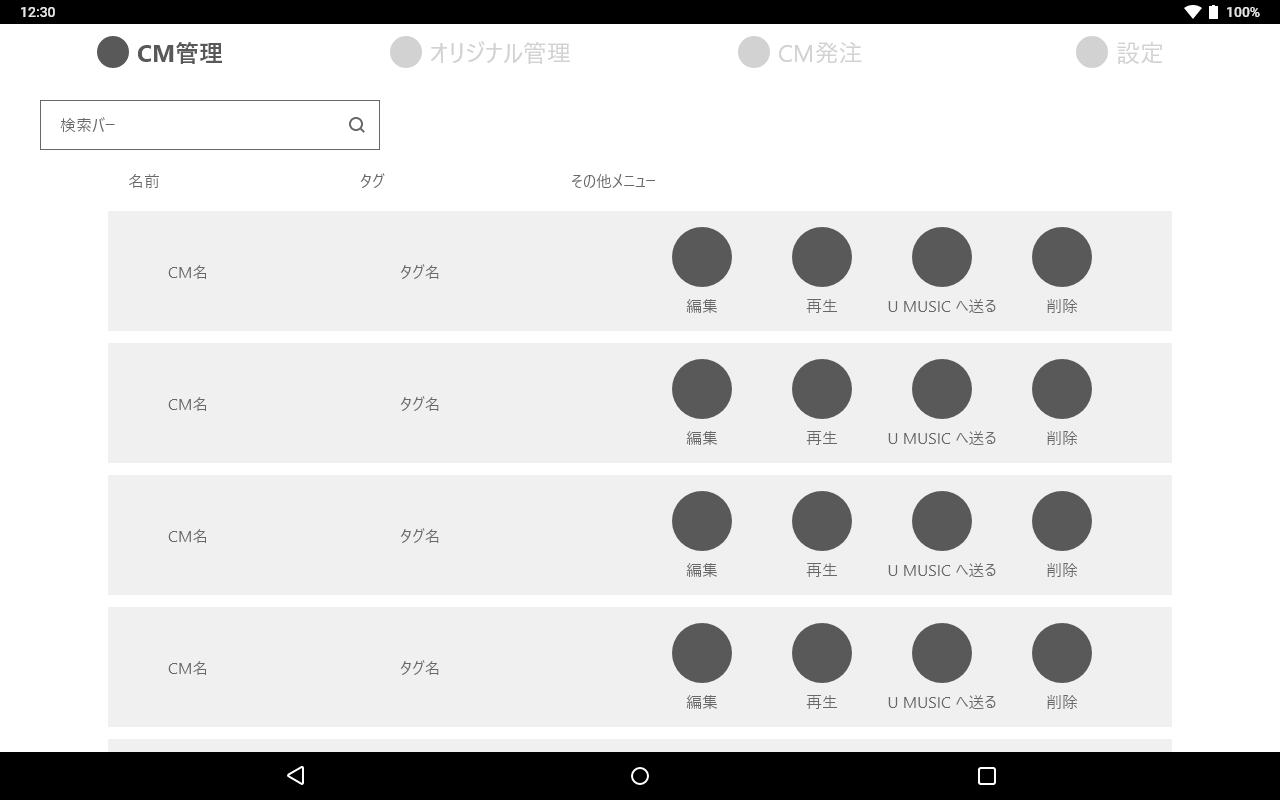 12:30 100%
CM管理 オリジナル管理 CM発注 設定
検索バー
名前 タグ その他メニュー
CM名 タグ名
編集 再生 U MUSIC へ送る 削除
CM名 タグ名
編集 再生 U MUSIC へ送る 削除
CM名 タグ名
編集 再生 U MUSIC へ送る 削除
CM名 タグ名
編集 再生 U MUSIC へ送る 削除